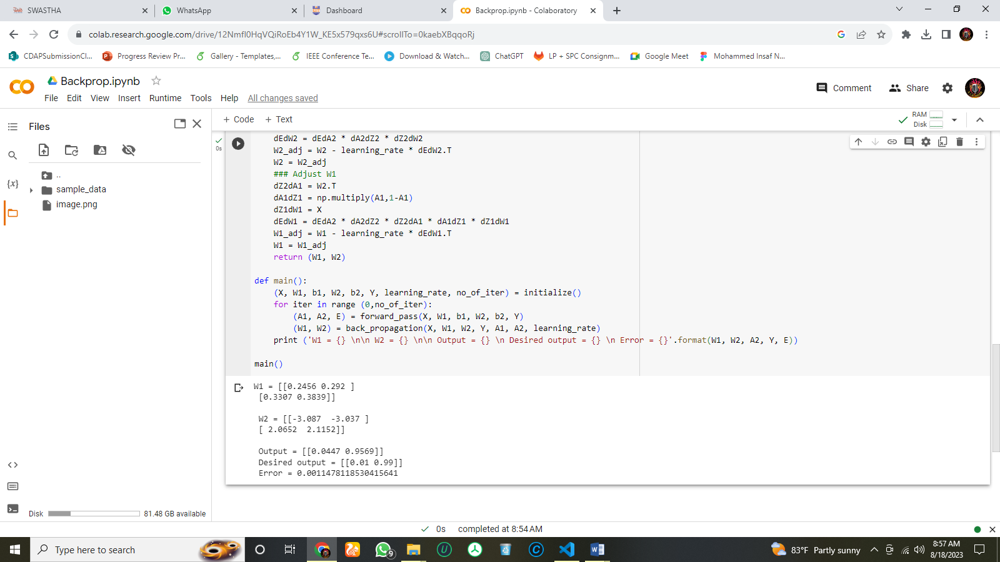 SWASTHA
WhatsApp
Dashboard
Backprop.ipynb - Colaboratory
colab.research.google.com/drive/12NmfI0HqVQiRoEb4Y1W_KE5x579qxs6U#scrollTo=0kaebXBqqoRj
CDAPSubmissionCl...
Progress Review Pr...
Gallery - Templates,...
IEEE Conference Te...
Download & Watch...
ChatGPT
LP + SPC Consignm...
Google Meet
Mohammed Insaf N...
Backprop.ipynb
Comment
Share
File Edit View Insert Runtime Tools Help All changes saved
Files
+ Code + Text
RAM
Disk
..
sample_data
image.png
{x}
0s
dEdW2 = dEdA2 * dA2dZ2 * dZ2dW2
W2_adj = W2 - learning_rate * dEdW2.T
W2 = W2_adj
### Adjust W1
dZ2dA1 = W2.T
dA1dZ1 = np.multiply(A1,1-A1)
dZ1dW1 = X
dEdW1 = dEdA2 * dA2dZ2 * dZ2dA1 * dA1dZ1 * dZ1dW1
W1_adj = W1 - learning_rate * dEdW1.T
W1 = W1_adj
return (W1, W2)
def main():
(X, W1, b1, W2, b2, Y, learning_rate, no_of_iter) = initialize()
for iter in range (0,no_of_iter):
(A1, A2, E) = forward_pass(X, W1, b1, W2, b2, Y)
(W1, W2) = back_propagation(X, W1, W2, Y, A1, A2, learning_rate)
print ('W1 = {} \n\n W2 = {} \n\n Output = {} \n Desired output = {} \n Error = {}'.format(W1, W2, A2, Y, E))
main()
W1 = [[0.2456 0.292 ]
[0.3307 0.3839]]
W2 = [[-3.087  -3.037 ]
[ 2.0652  2.1152]]
Output = [[0.0447 0.9569]]
Desired output = [[0.01 0.99]]
Error = 0.0011478118530415641
Disk
81.48 GB available
0s completed at 8:54 AM
Type here to search
9
83°F Partly sunny
8:57 AM
8/18/2023